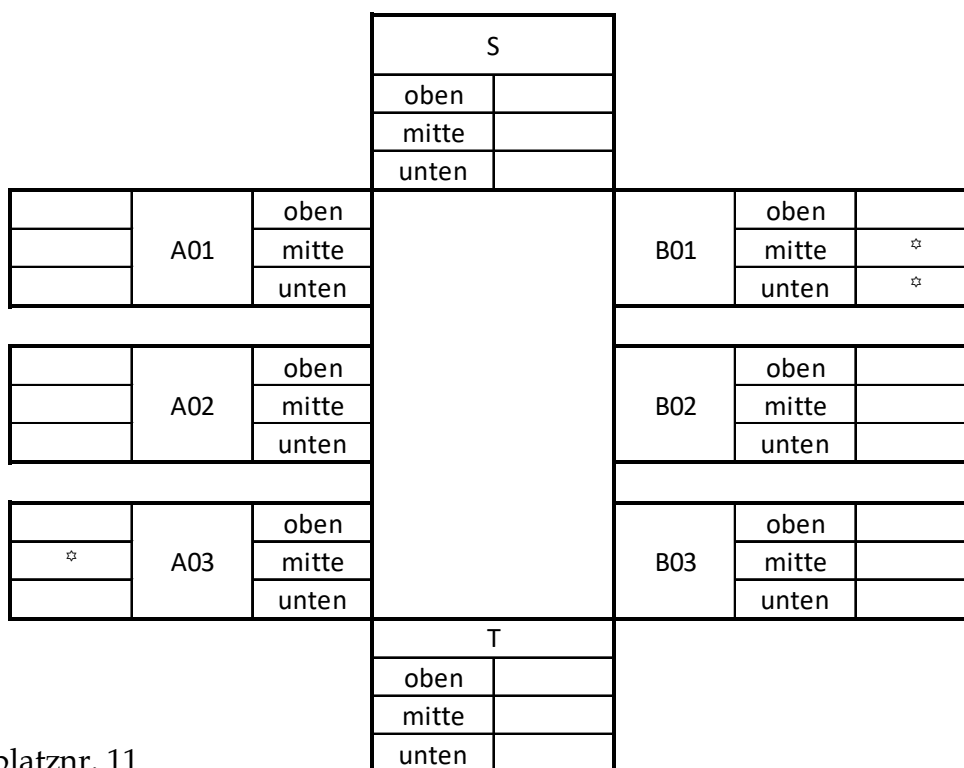 S
oben
mitte
unten
oben
A01 mitte
unten
oben
B01 mitte ✡
unten ✡
oben
A02 mitte
unten
oben
B02 mitte
unten
oben
✡ A03 mitte
unten
oben
B03 mitte
unten
T
oben
mitte
unten
platznr. 11